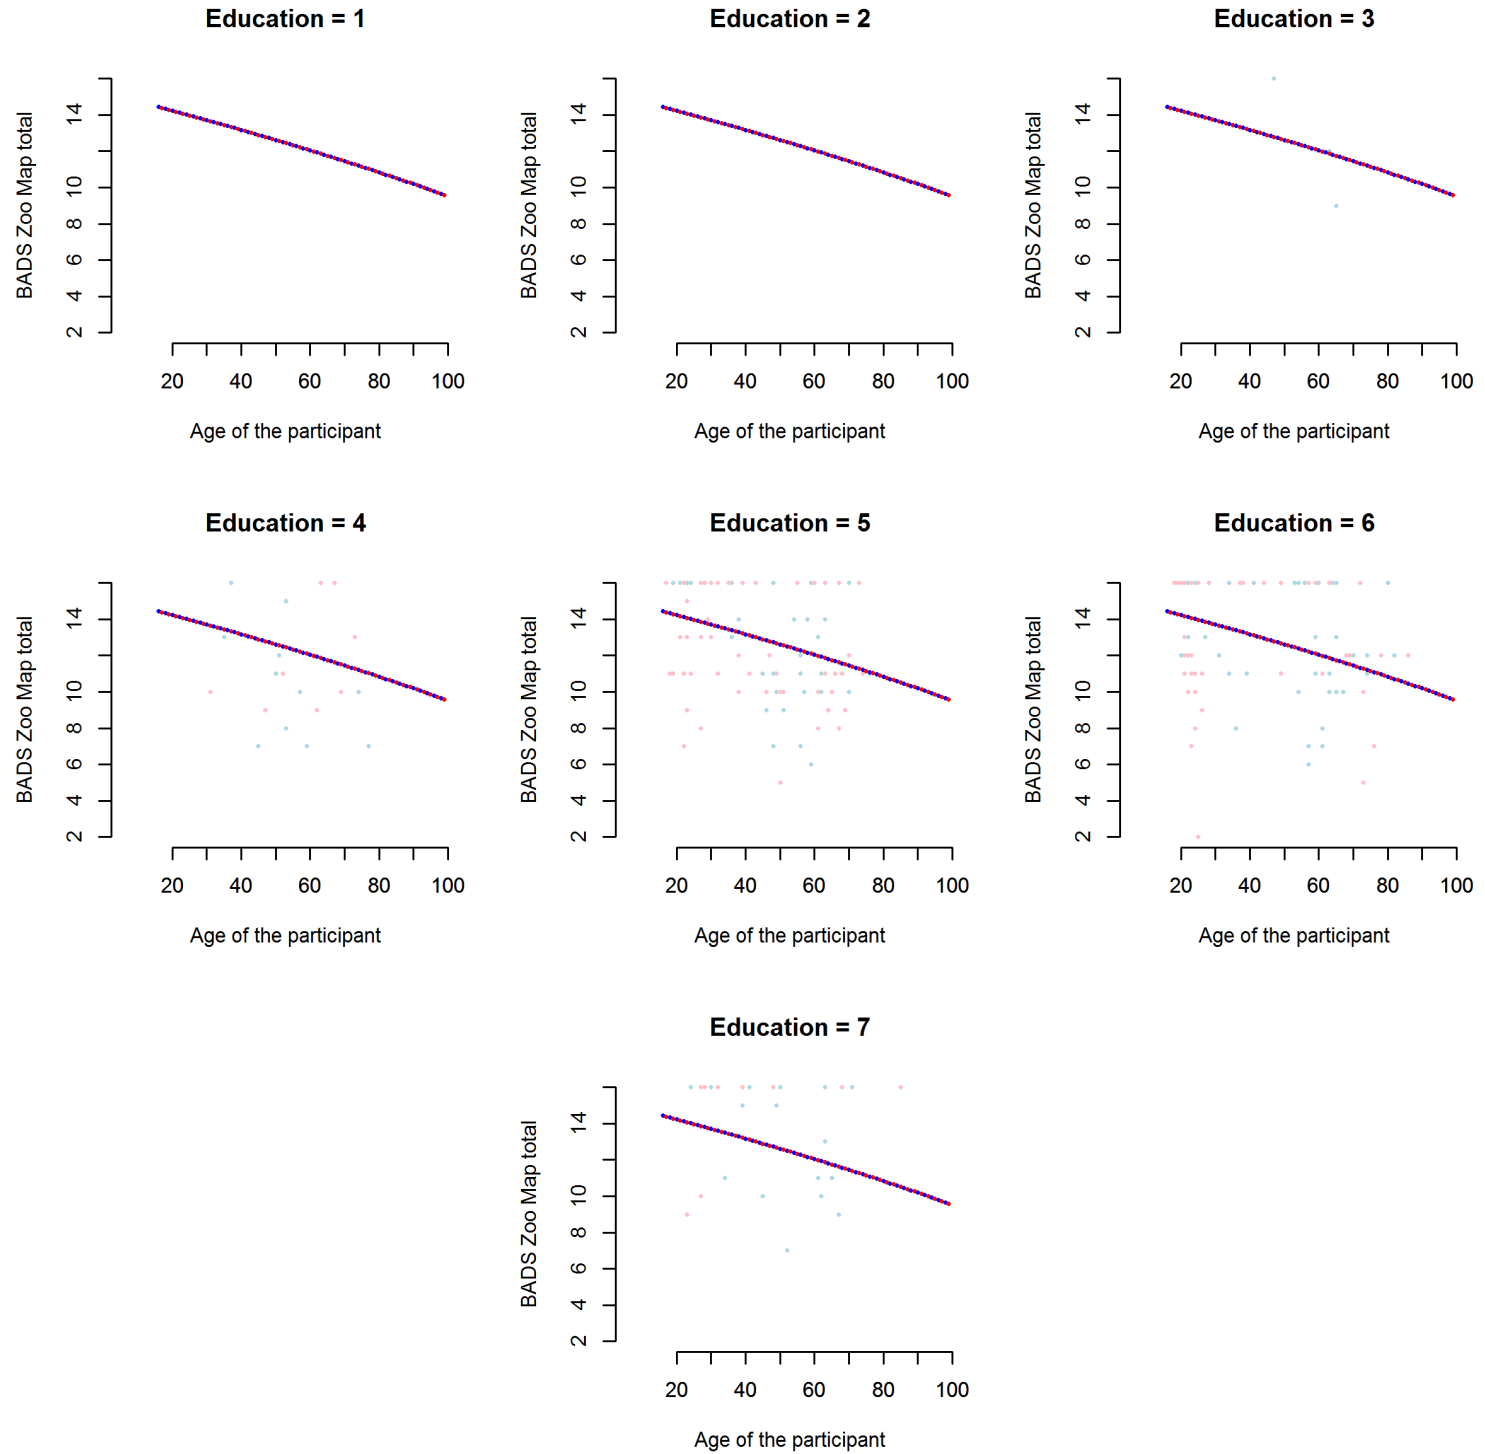 Education = 1
BADS Zoo Map total
2 4 6 8 10 14
20 40 60 80 100
Age of the participant
Education = 2
BADS Zoo Map total
2 4 6 8 10 14
20 40 60 80 100
Age of the participant
Education = 3
BADS Zoo Map total
2 4 6 8 10 14
20 40 60 80 100
Age of the participant
Education = 4
BADS Zoo Map total
2 4 6 8 10 14
20 40 60 80 100
Age of the participant
Education = 5
BADS Zoo Map total
2 4 6 8 10 14
20 40 60 80 100
Age of the participant
Education = 6
BADS Zoo Map total
2 4 6 8 10 14
20 40 60 80 100
Age of the participant
Education = 7
BADS Zoo Map total
2 4 6 8 10 14
20 40 60 80 100
Age of the participant